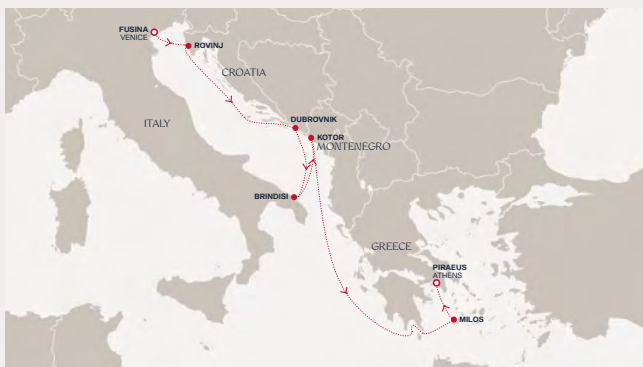 FUSINA
VENICE
ROVINJ
CROATIA
ITALY
DUBROVNIK
KOTOR
MONTENEGRO
BRINDISI
GREECE
PIRAEUS
ATHENS
MILOS